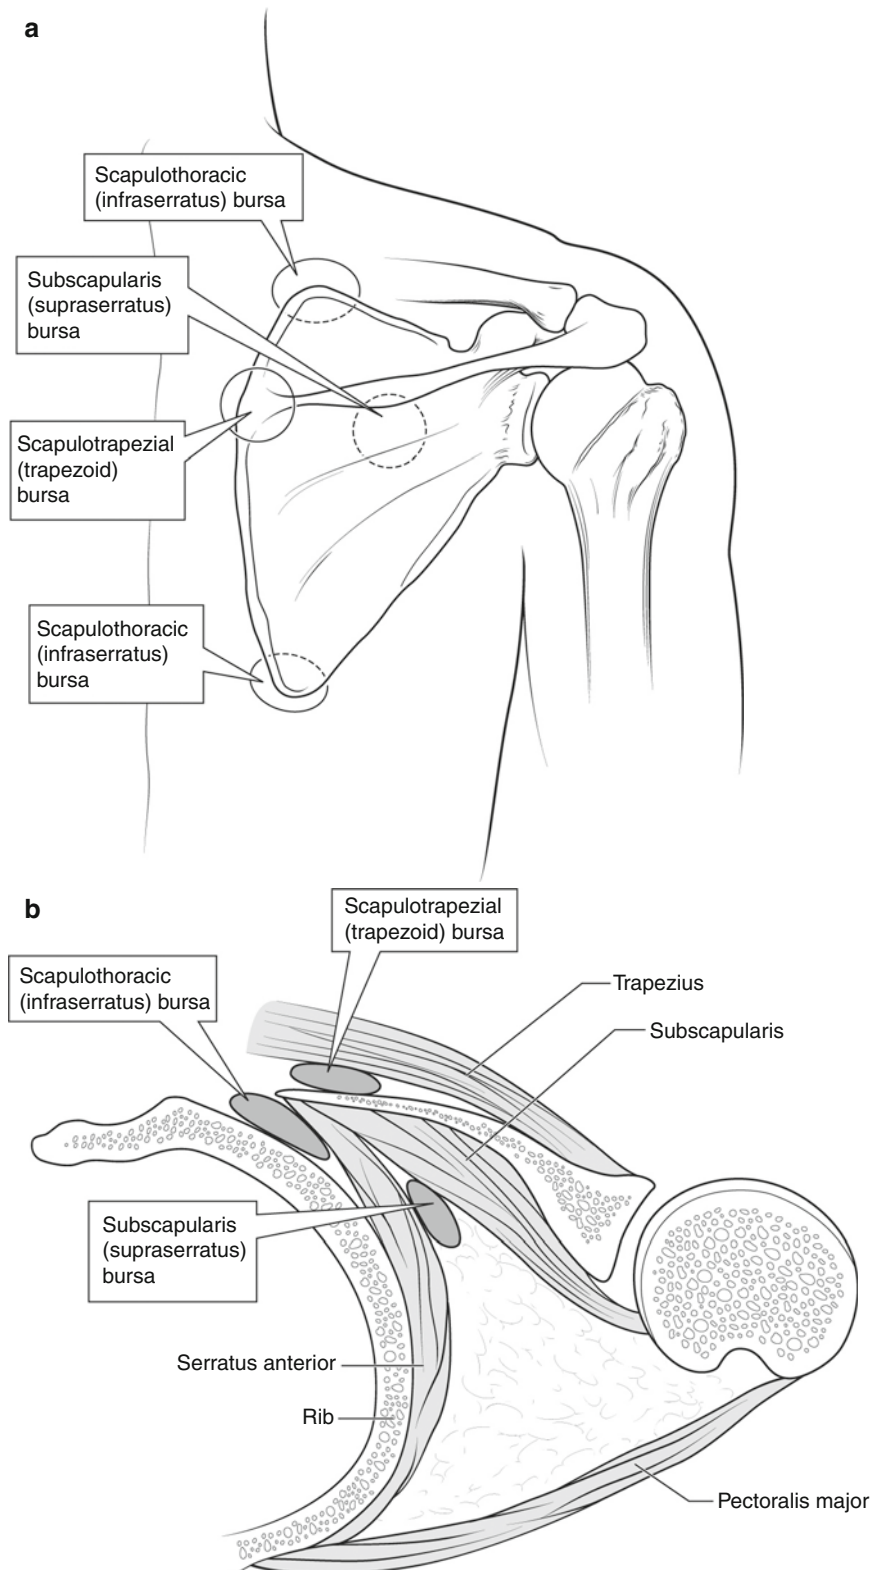 a
Scapulothoracic
(infraserratus) bursa
Subscapularis
(supraserratus)
bursa
Scapulotrapezial
(trapezoid)
bursa
Scapulothoracic
(infraserratus)
bursa
b
Scapulotrapezial
(trapezoid) bursa
Scapulothoracic
(infraserratus) bursa
Trapezius
Subscapularis
Subscapularis
(supraserratus)
bursa
Serratus anterior
Rib
Pectoralis major